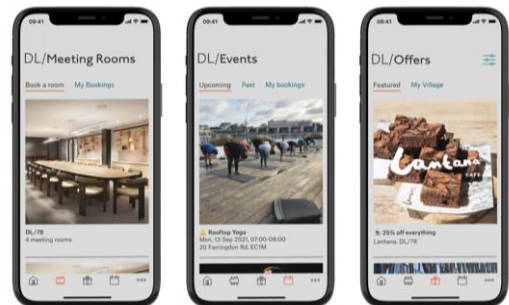 09:41
DL/Meeting Rooms
Book a room My Bookings
DL/78
4 meeting rooms
09:41
DL/Events
Upcoming Past My bookings
Rooftop Yoga
Mon, 13 Sep 2021, 07:00-08:00
20 Farringdon Rd, EC1M
09:41
DL/Offers
Featured My Village
Lantana
CAFE
25% off everything
Lantana, DL/78